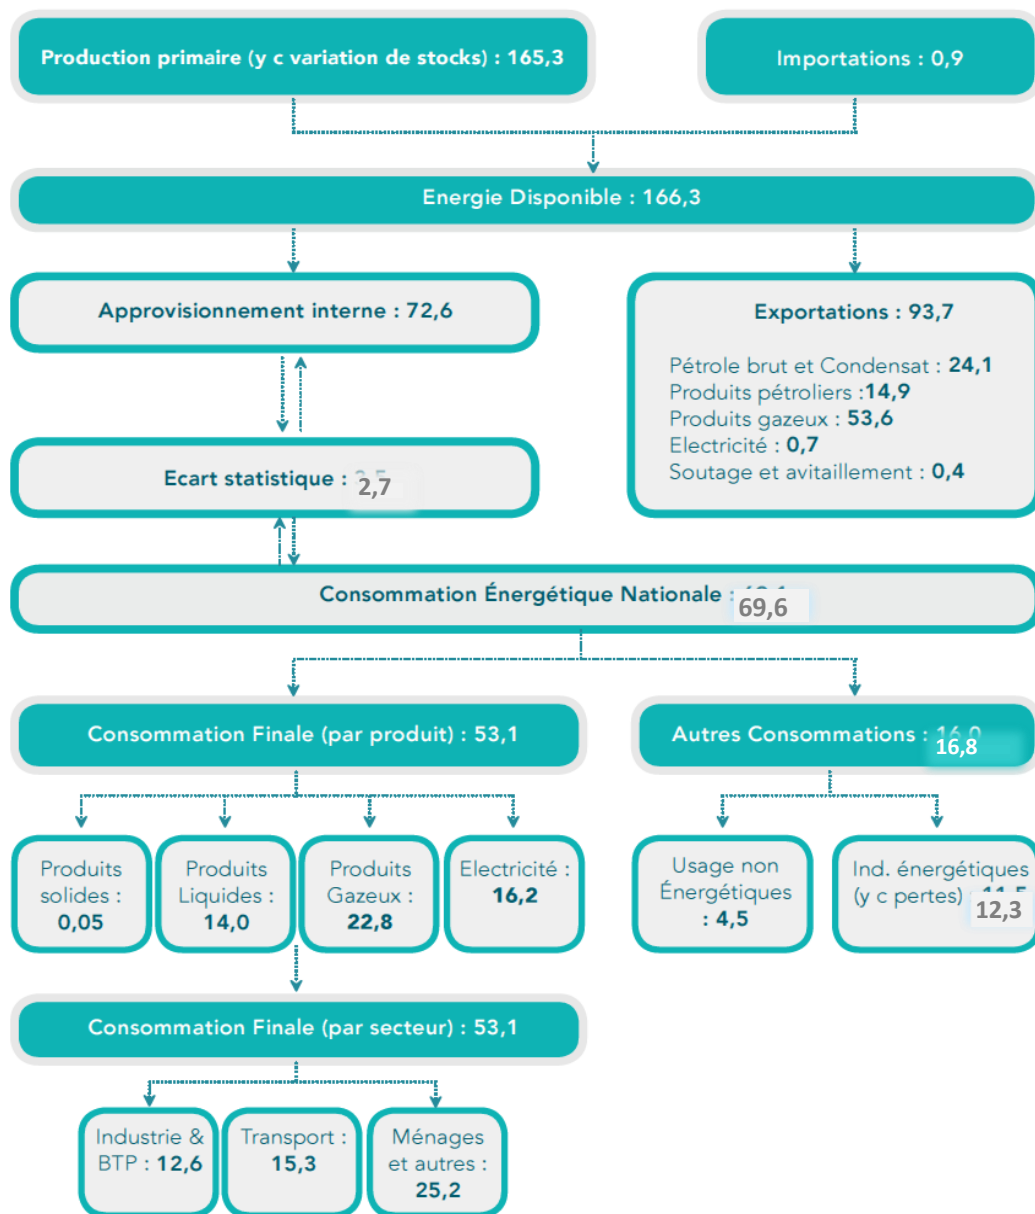 Production primaire (y c variation de stocks) : 165,3
Importations : 0,9
Energie Disponible : 166,3
Approvisionnement interne : 72,6
Exportations : 93,7
Pétrole brut et Condensat : 24,1
Produits pétroliers :14,9
Produits gazeux : 53,6
Electricité : 0,7
Soutage et avitaillement : 0,4
Ecart statistique : 2,7
Consommation Énergétique Nationale : 69,6
Consommation Finale (par produit) : 53,1
Autres Consommations : 16,8
Produits
solides :
0,05
Produits
Liquides :
14,0
Produits
Gazeux :
22,8
Electricité :
16,2
Usage non
Énergétiques
: 4,5
Ind. énergétiques
(y c pertes)
12,3
Consommation Finale (par secteur) : 53,1
Industrie &
BTP : 12,6
Transport :
15,3
Ménages
et autres :
25,2